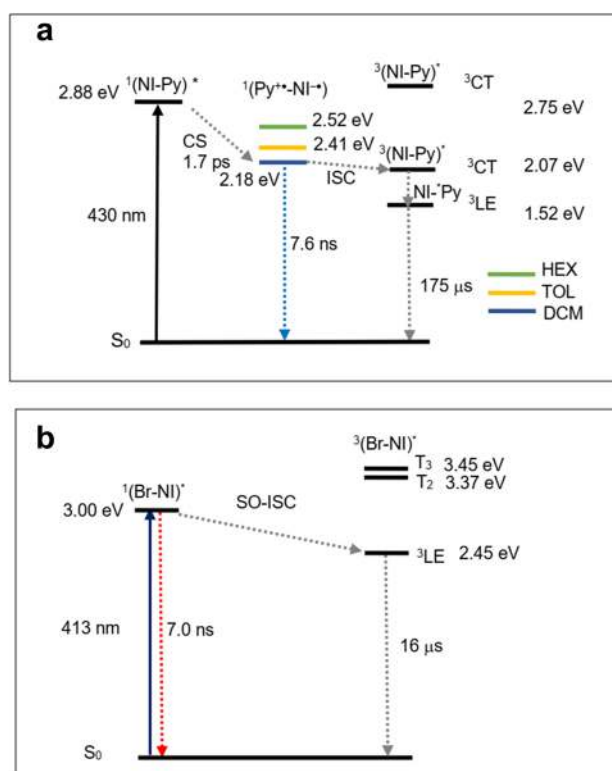 a
¹(NI-Py) *
2.88 eV
¹(Py⁺•-NI⁻•)
³(NI-Py)*
³CT
2.75 eV
2.52 eV
2.41 eV
2.18 eV
CS
1.7 ps
ISC
³(NI-Py)*
³CT
2.07 eV
NI-*Py
³LE
1.52 eV
430 nm
7.6 ns
175 μs
HEX
TOL
DCM
S₀
b
¹(Br-NI)*
3.00 eV
³(Br-NI)*
T₃ 3.45 eV
T₂ 3.37 eV
SO-ISC
³LE 2.45 eV
413 nm
7.0 ns
16 μs
S₀